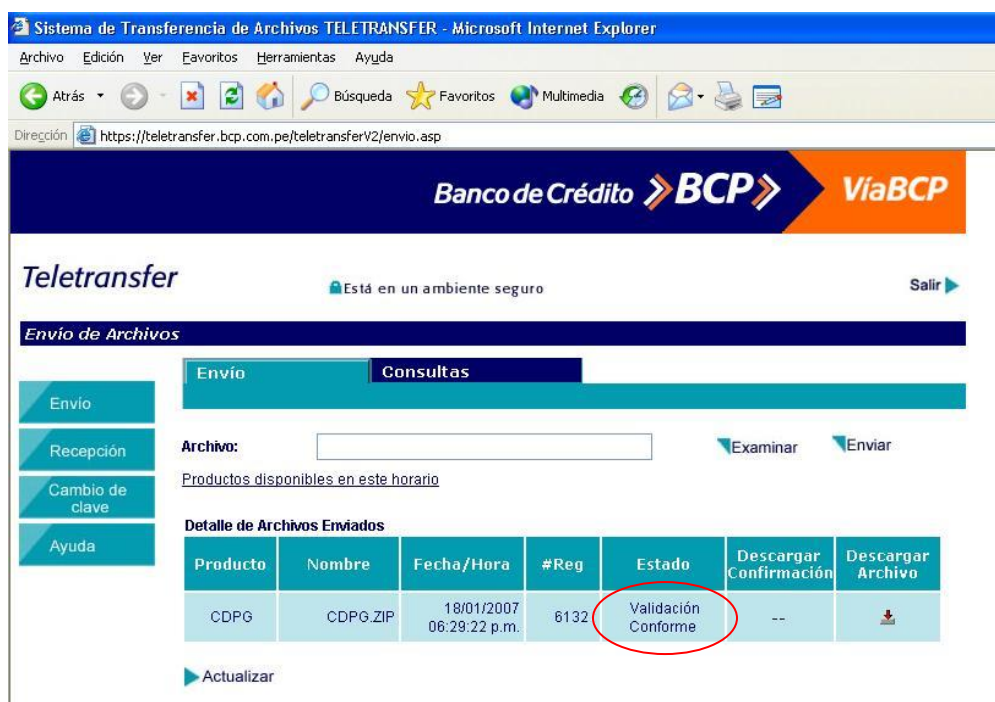 Sistema de Transferencia de Archivos TELETRANSFER - Microsoft Internet Explorer
Archivo Edición Ver Favoritos Herramientas Ayuda
Atrás Búsqueda Favoritos Multimedia
Dirección https://teletransfer.bcp.com.pe/teletransferV2/envio.asp
Banco de Crédito BCP VíaBCP
Teletransfer
Está en un ambiente seguro
Salir
Envío de Archivos
Envío Consultas
Envío
Recepción
Cambio de
clave
Ayuda
Archivo: Examinar Enviar
Productos disponibles en este horario
Detalle de Archivos Enviados
Producto Nombre Fecha/Hora #Reg Estado Descargar Confirmación Descargar Archivo
CDPG CDPG.ZIP 18/01/2007 06:29:22 p.m. 6132 Validación Conforme -- 
Actualizar